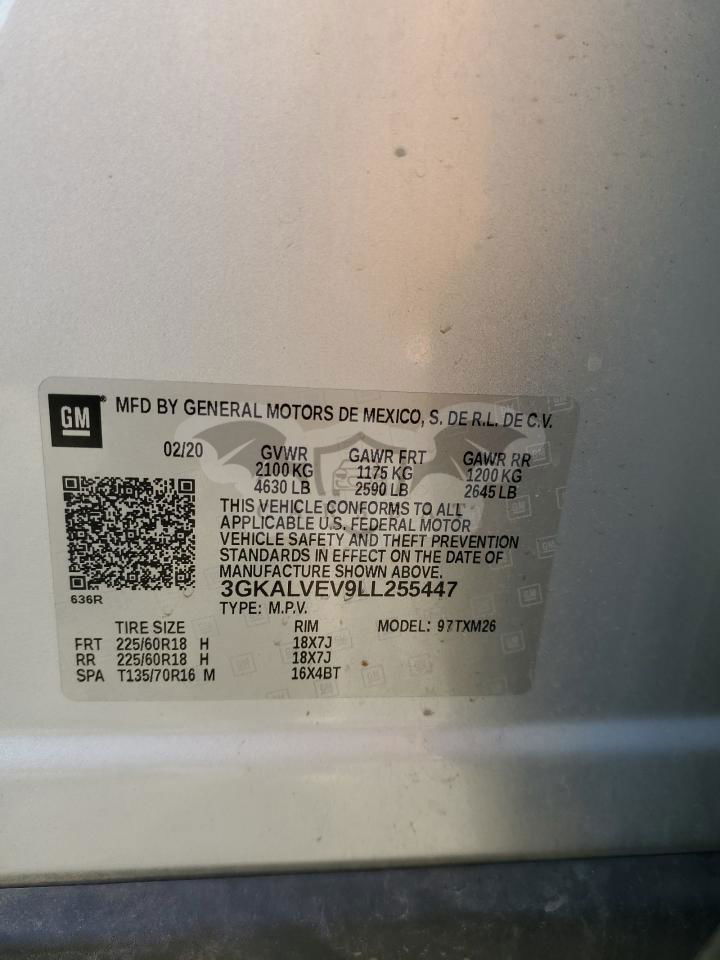 GM® MFD BY GENERAL MOTORS DE MEXICO, S. DE R.L. DE C.V.
02/20 GVWR GAWR FRT GAWR RR
2100 KG 1175 KG 1200 KG
4630 LB 2590 LB 2645 LB
THIS VEHICLE CONFORMS TO ALL
APPLICABLE U.S. FEDERAL MOTOR
VEHICLE SAFETY AND THEFT PREVENTION
STANDARDS IN EFFECT ON THE DATE OF
MANUFACTURE SHOWN ABOVE.
636R 3GKALVEV9LL255447
TYPE: M.P.V.
TIRE SIZE RIM MODEL: 97TXM26
FRT 225/60R18 H 18X7J
RR 225/60R18 H 18X7J
SPA T135/70R16 M 16X4BT